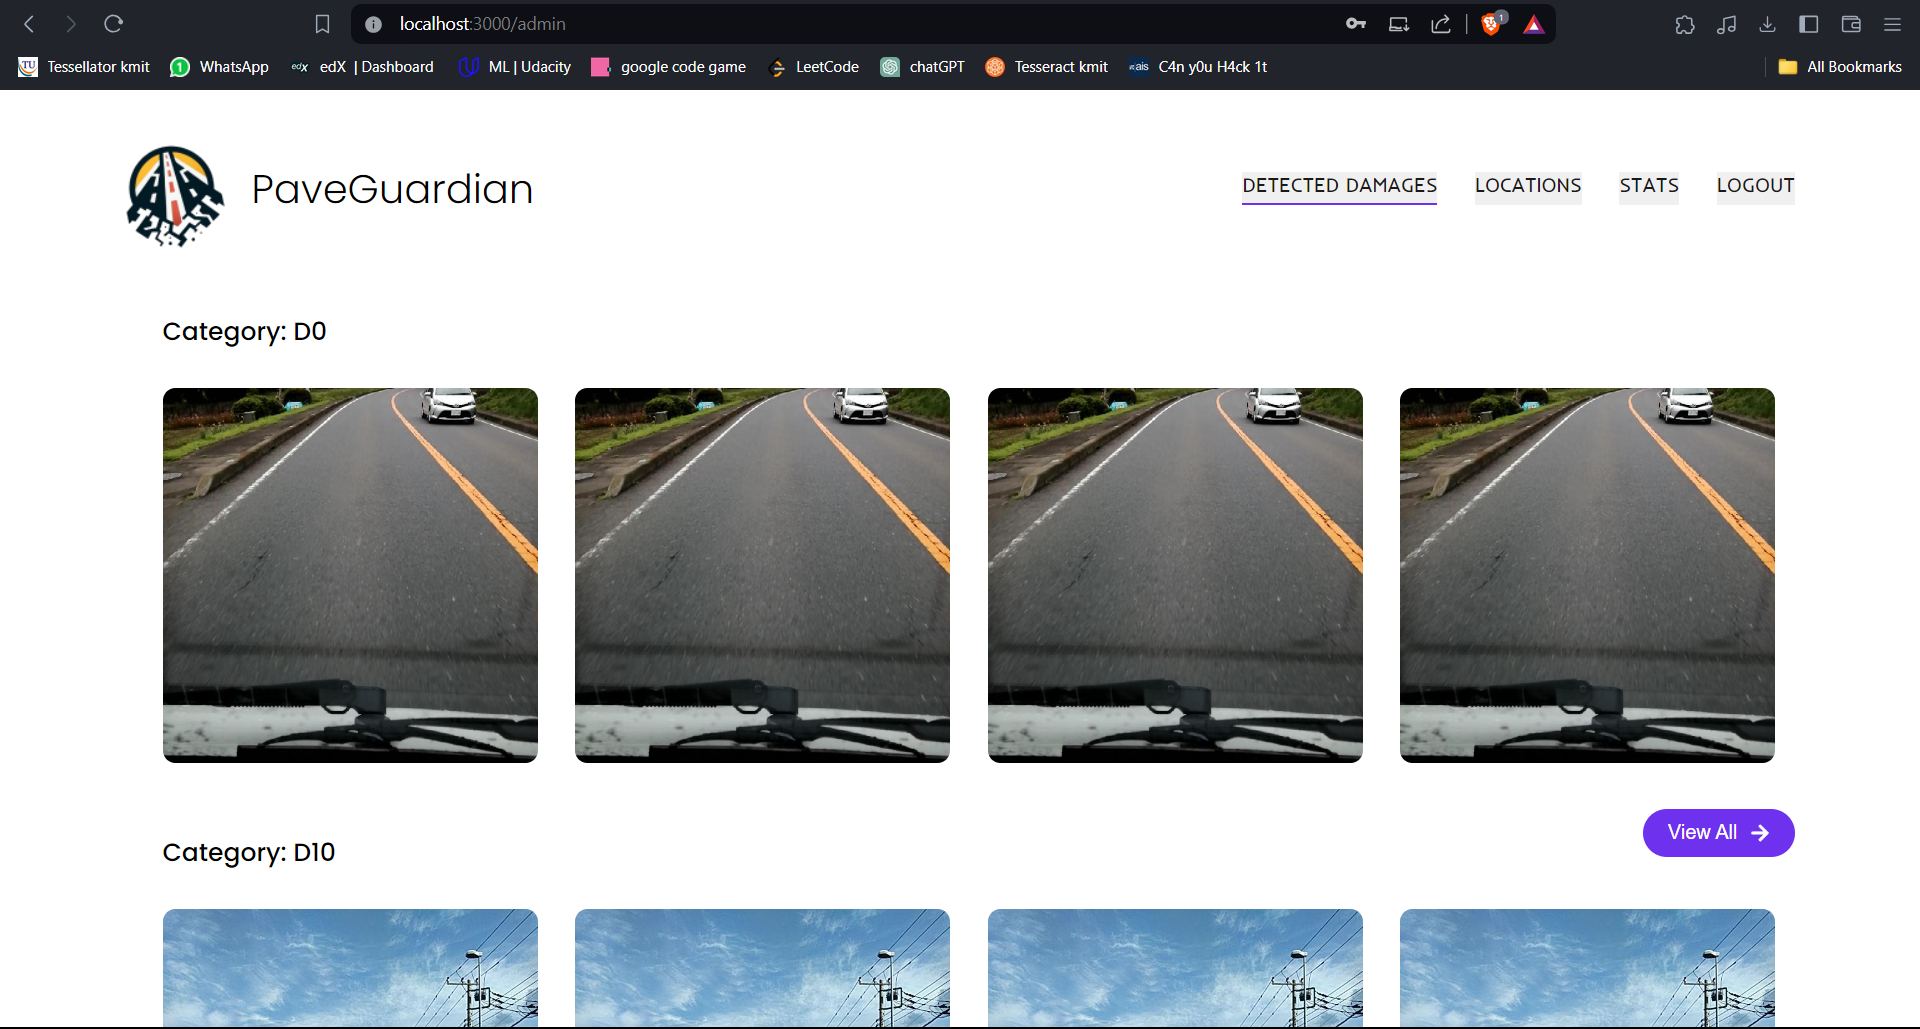 localhost:3000/admin
1
Tessellator kmit WhatsApp edX | Dashboard ML | Udacity google code game LeetCode chatGPT Tesseract kmit C4n y0u H4ck 1t All Bookmarks
PaveGuardian DETECTED DAMAGES LOCATIONS STATS LOGOUT
Category: D0
View All
Category: D10